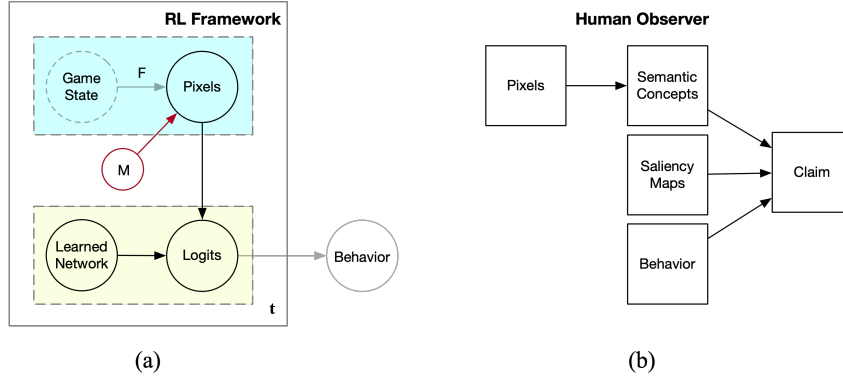 RL Framework
Game
State
F
Pixels
M
Learned
Network
Logits
Behavior
t
(a)
Human Observer
Pixels
Semantic
Concepts
Saliency
Maps
Claim
Behavior
(b)